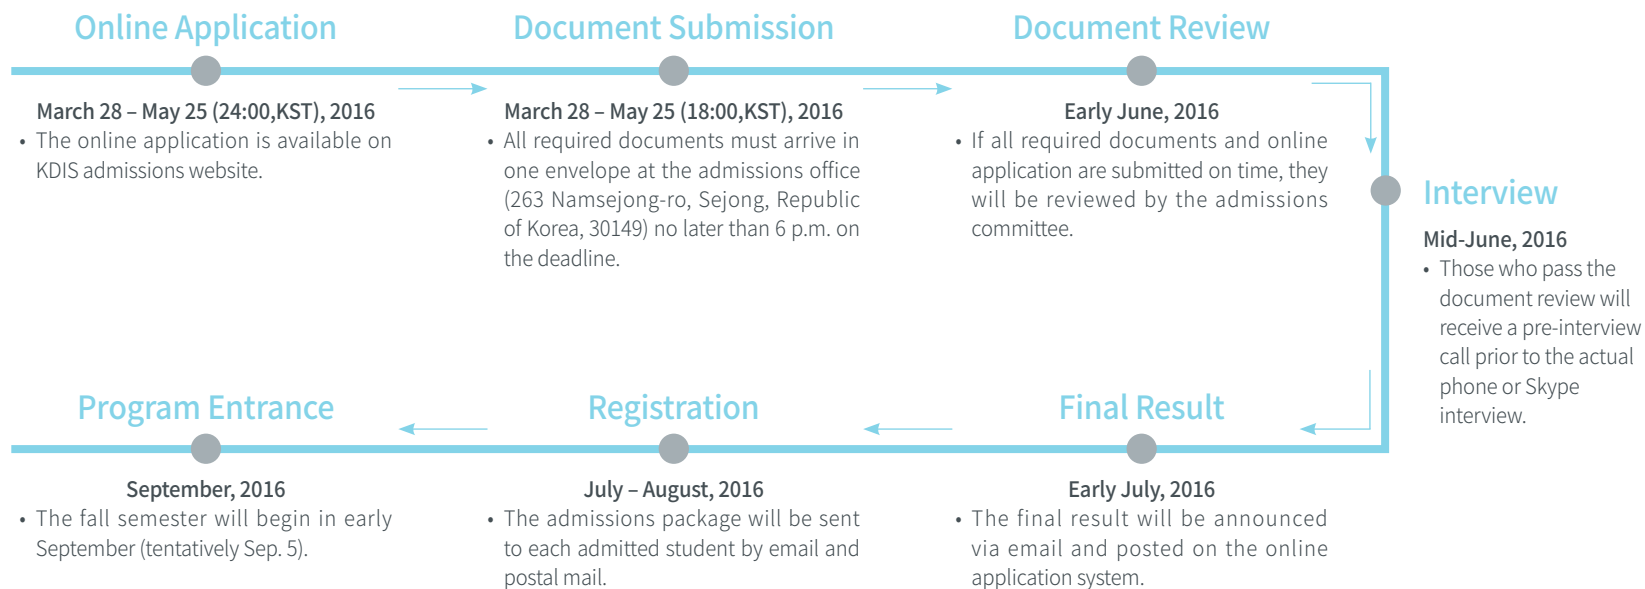 Online Application
March 28 – May 25 (24:00,KST), 2016
• The online application is available on
KDIS admissions website.
Document Submission
March 28 – May 25 (18:00,KST), 2016
• All required documents must arrive in
one envelope at the admissions office
(263 Namsejong-ro, Sejong, Republic
of Korea, 30149) no later than 6 p.m. on
the deadline.
Document Review
Early June, 2016
• If all required documents and online
application are submitted on time, they
will be reviewed by the admissions
committee.
Interview
Mid-June, 2016
• Those who pass the
document review will
receive a pre-interview
call prior to the actual
phone or Skype
interview.
Final Result
Early July, 2016
• The final result will be announced
via email and posted on the online
application system.
Registration
July – August, 2016
• The admissions package will be sent
to each admitted student by email and
postal mail.
Program Entrance
September, 2016
• The fall semester will begin in early
September (tentatively Sep. 5).